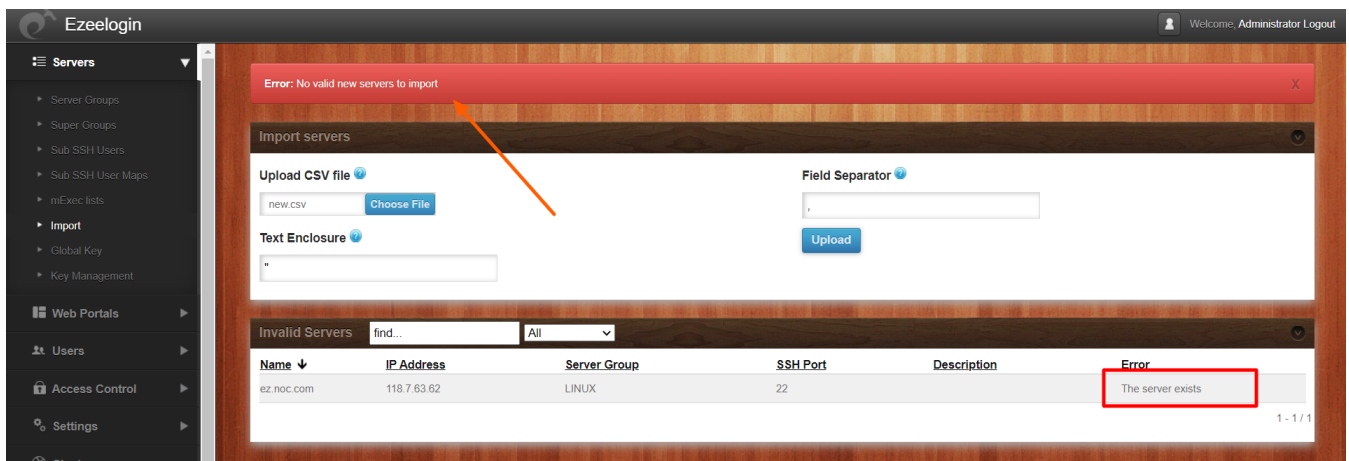 Ezeelogin
Welcome, Administrator Logout
Servers
Server Groups
Super Groups
Sub SSH Users
Sub SSH User Maps
mExec lists
Import
Global Key
Key Management
Web Portals
Users
Access Control
Settings
Error: No valid new servers to import X
Import servers
Upload CSV file Field Separator
new.csv Choose File ,
Text Enclosure Upload
"
Invalid Servers find... All
Name IP Address Server Group SSH Port Description Error
ez.noc.com 118.7.63.62 LINUX 22 The server exists
1 - 1 / 1